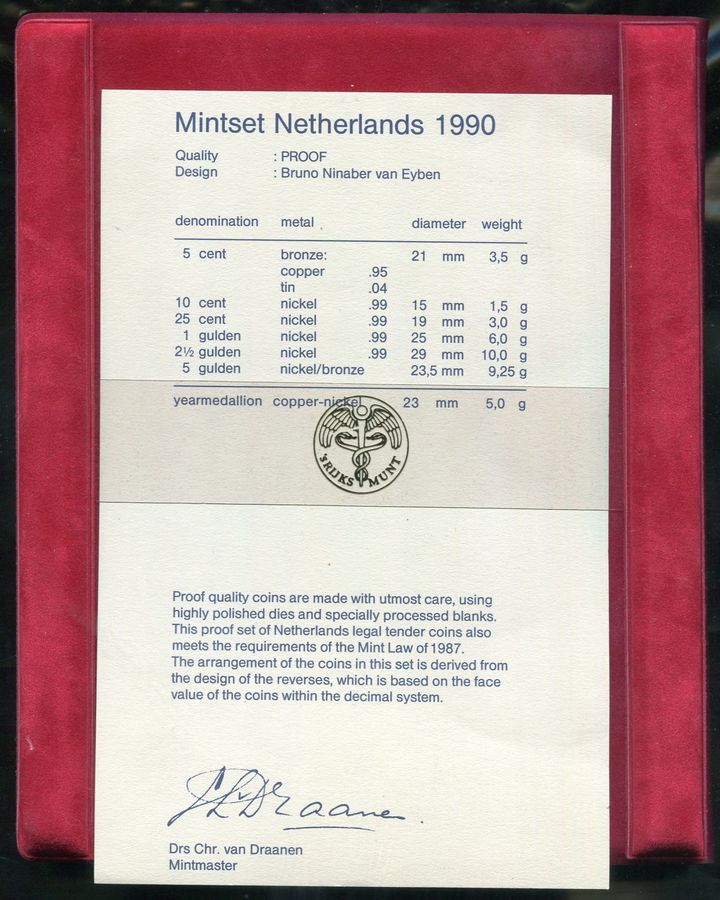 Mintset Netherlands 1990
Quality : PROOF
Design : Bruno Ninaber van Eyben
denomination metal diameter weight
5 cent bronze: 21 mm 3,5 g
copper .95
tin .04
10 cent nickel .99 15 mm 1,5 g
25 cent nickel .99 19 mm 3,0 g
1 gulden nickel .99 25 mm 6,0 g
2½ gulden nickel .99 29 mm 10,0 g
5 gulden nickel/bronze 23,5 mm 9,25 g
yearmedallion copper-nickel 23 mm 5,0 g
'SRIJKS MUNT
Proof quality coins are made with utmost care, using
highly polished dies and specially processed blanks.
This proof set of Netherlands legal tender coins also
meets the requirements of the Mint Law of 1987.
The arrangement of the coins in this set is derived from
the design of the reverses, which is based on the face
value of the coins within the decimal system.
Drs Chr. van Draanen
Mintmaster